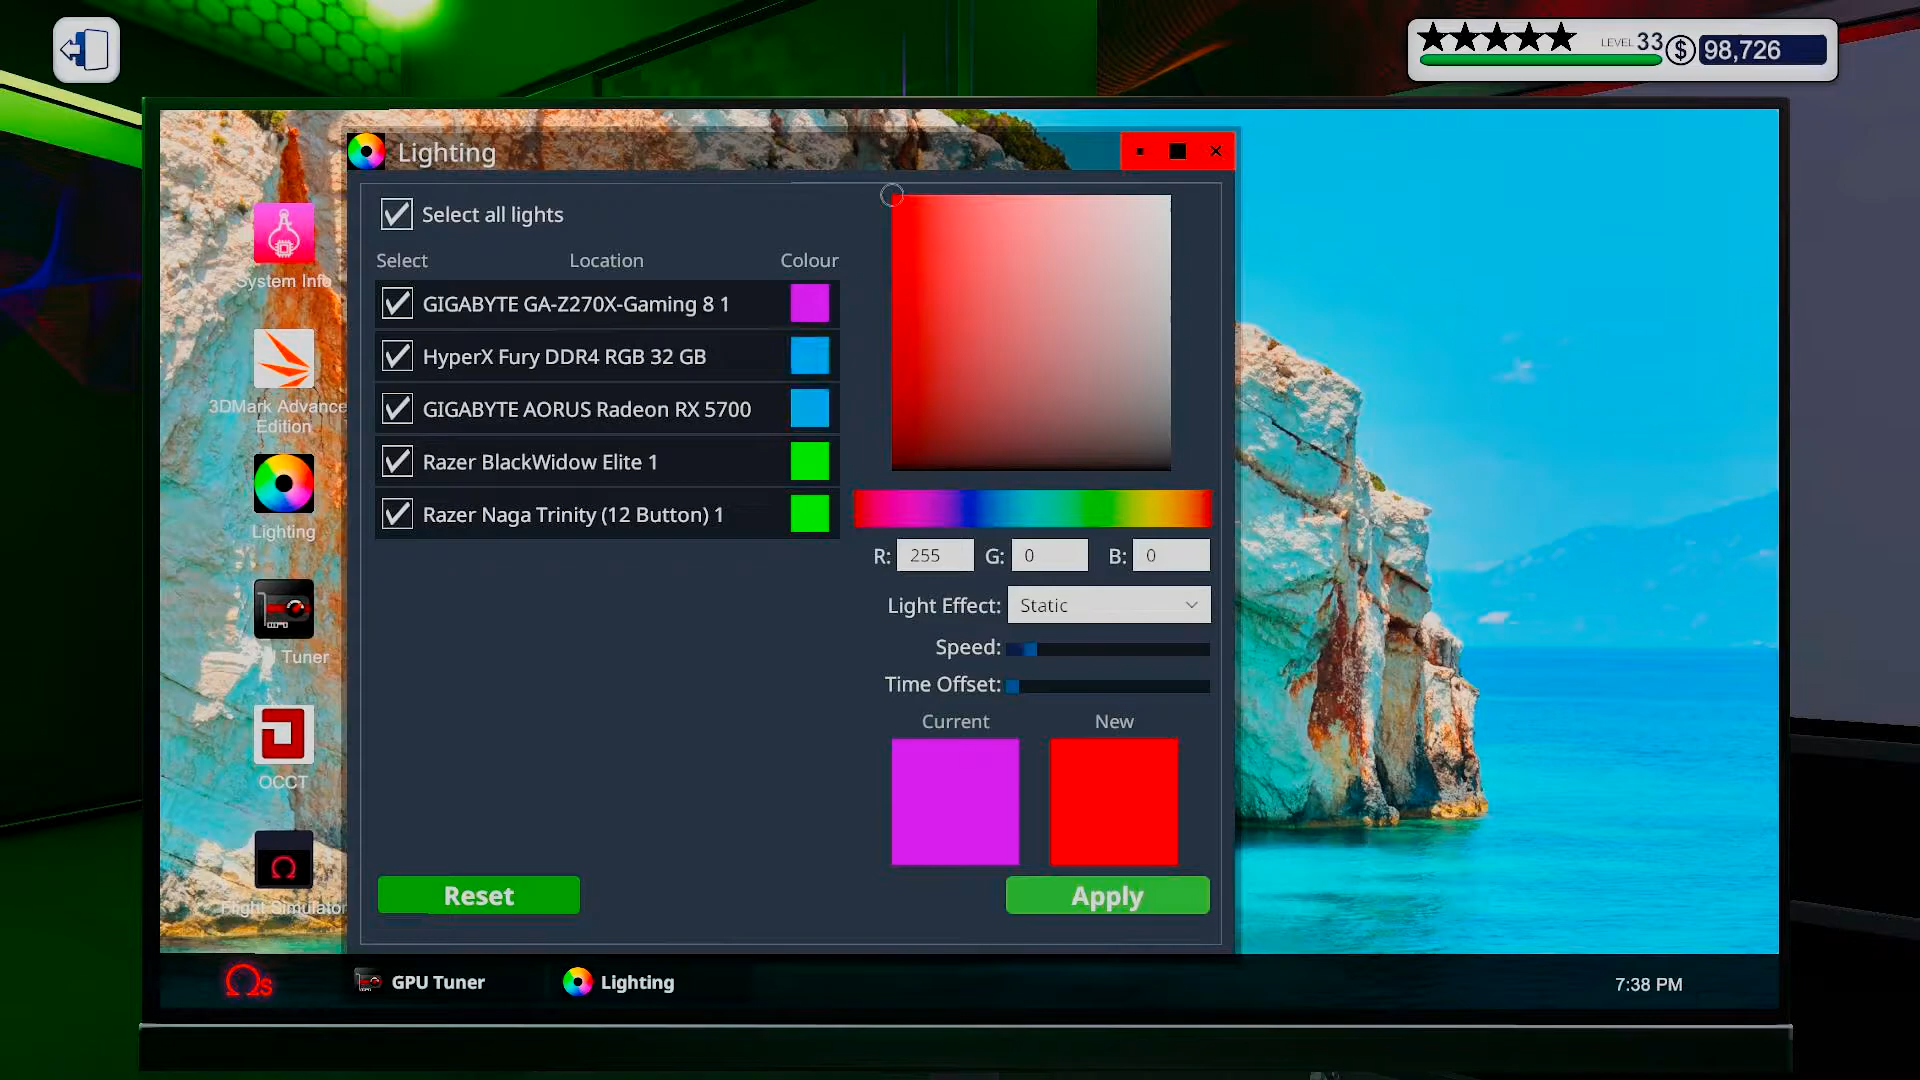 LEVEL 33
$ 98,726
Lighting
Select all lights
Select Location Colour
GIGABYTE GA-Z270X-Gaming 8 1
HyperX Fury DDR4 RGB 32 GB
GIGABYTE AORUS Radeon RX 5700
Razer BlackWidow Elite 1
Razer Naga Trinity (12 Button) 1
R: 255 G: 0 B: 0
Light Effect: Static
Speed:
Time Offset:
Current New
Reset
Apply
System Info
3DMark Advance
Edition
Lighting
Tuner
OCCT
Flight Simulator
Ωs
GPU Tuner
Lighting
7:38 PM